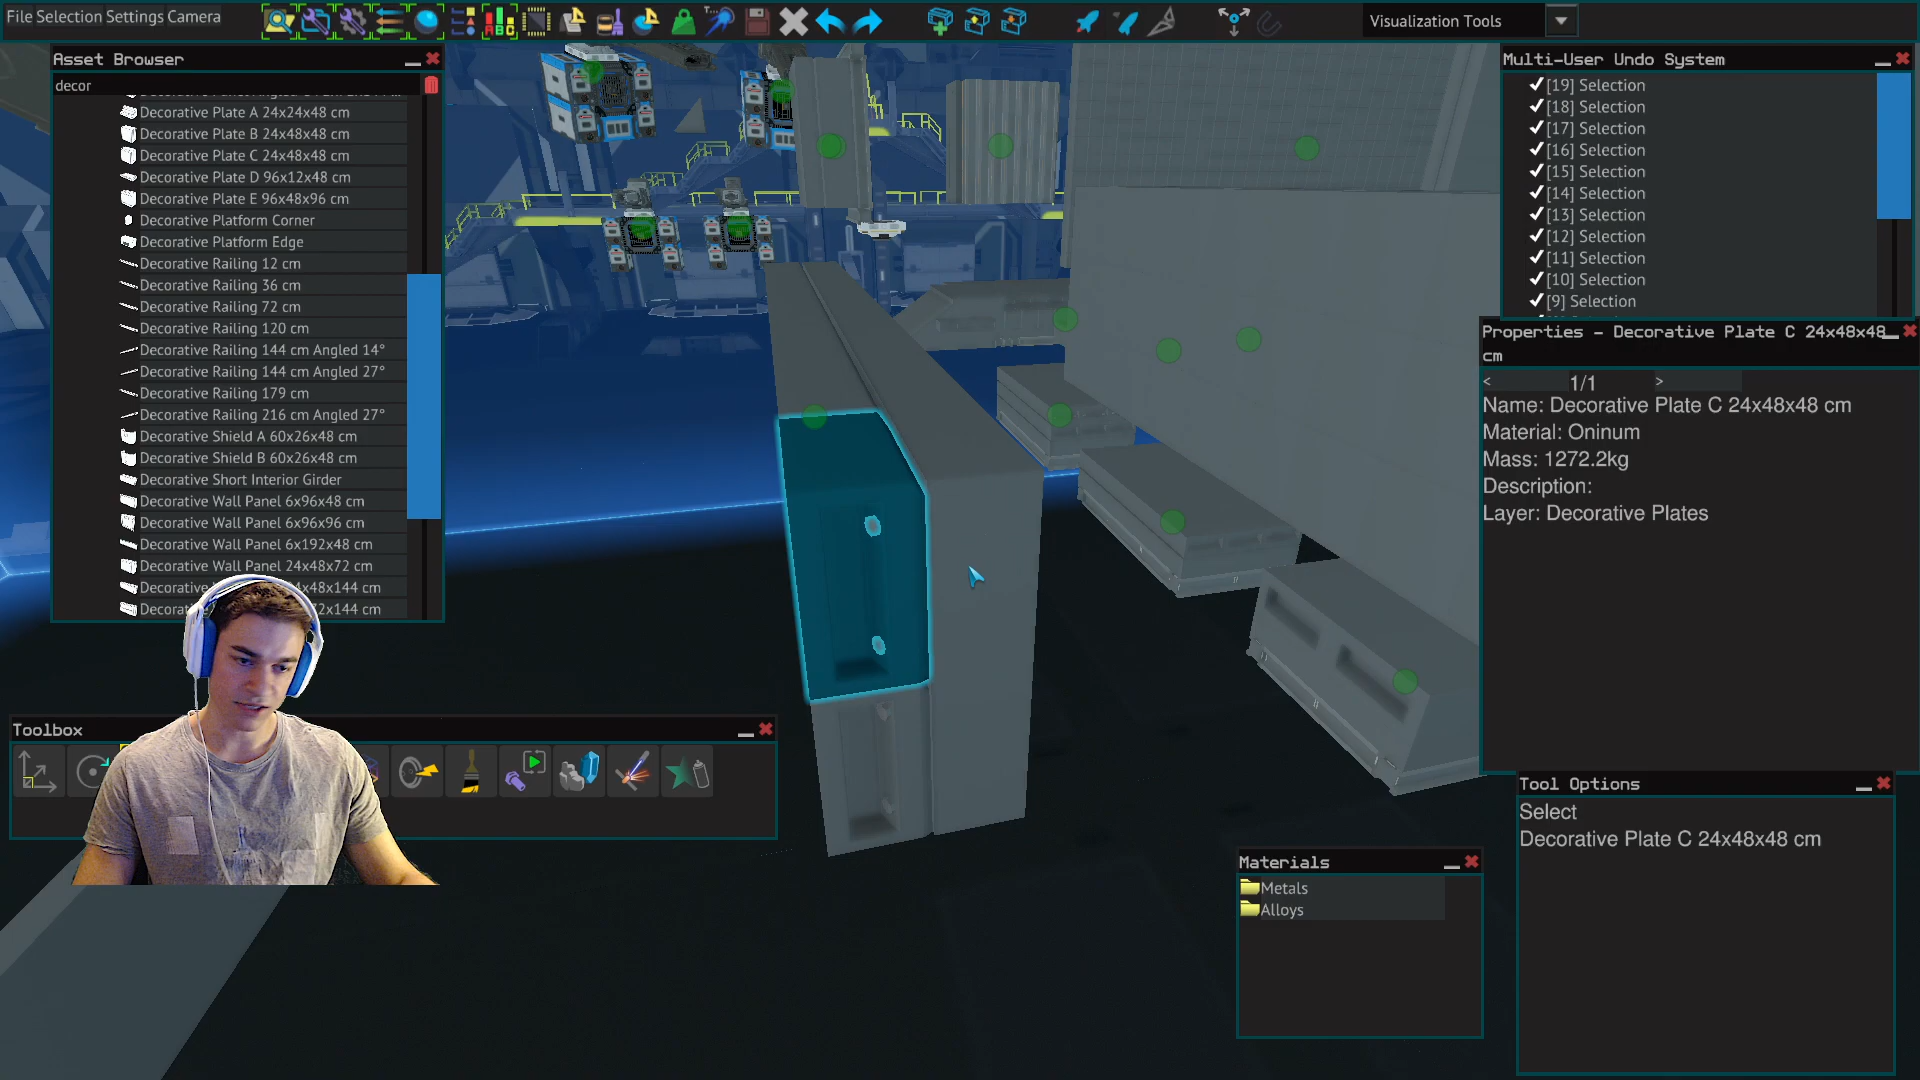 File Selection Settings Camera
Visualization Tools
Asset Browser
decor
Decorative Plate A 24x24x48 cm
Decorative Plate B 24x48x48 cm
Decorative Plate C 24x48x48 cm
Decorative Plate D 96x12x48 cm
Decorative Plate E 96x48x96 cm
Decorative Platform Corner
Decorative Platform Edge
Decorative Railing 12 cm
Decorative Railing 36 cm
Decorative Railing 72 cm
Decorative Railing 120 cm
Decorative Railing 144 cm Angled 14°
Decorative Railing 144 cm Angled 27°
Decorative Railing 179 cm
Decorative Railing 216 cm Angled 27°
Decorative Shield A 60x26x48 cm
Decorative Shield B 60x26x48 cm
Decorative Short Interior Girder
Decorative Wall Panel 6x96x48 cm
Decorative Wall Panel 6x96x96 cm
Decorative Wall Panel 6x192x48 cm
Decorative Wall Panel 24x48x72 cm
Multi-User Undo System
[19] Selection
[18] Selection
[17] Selection
[16] Selection
[15] Selection
[14] Selection
[13] Selection
[12] Selection
[11] Selection
[10] Selection
[9] Selection
Properties - Decorative Plate C 24x48x48
cm
< 1/1 >
Name: Decorative Plate C 24x48x48 cm
Material: Oninum
Mass: 1272.2kg
Description:
Layer: Decorative Plates
Toolbox
Tool Options
Select
Decorative Plate C 24x48x48 cm
Materials
Metals
Alloys